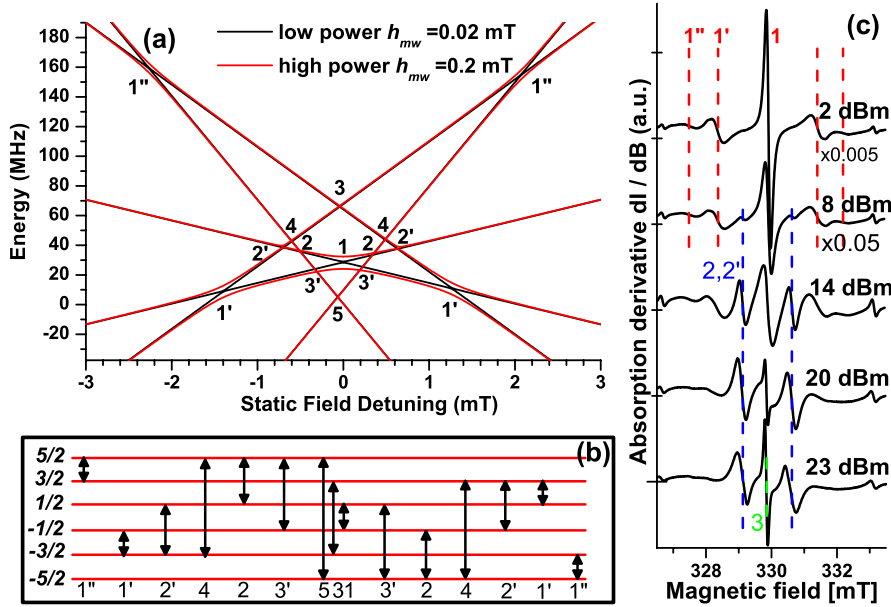 (a)
low power h_mw=0.02 mT
high power h_mw=0.2 mT
Energy (MHz)
180
160
140
120
100
80
60
40
20
0
-20
1" 1"
3
4 4
2' 2 1 2 2'
3' 3'
1' 5 1'
-3 -2 -1 0 1 2 3
Static Field Detuning (mT)
(b)
5/2
3/2
1/2
-1/2
-3/2
-5/2
1" 1' 2' 4 2 3' 5 3 1 3' 2 4 2' 1' 1"
(c)
1" 1' 1
2 dBm
x0.005
8 dBm
x0.05
2,2'
14 dBm
20 dBm
23 dBm
3
Absorption derivative dI / dB (a.u.)
328 330 332
Magnetic field [mT]